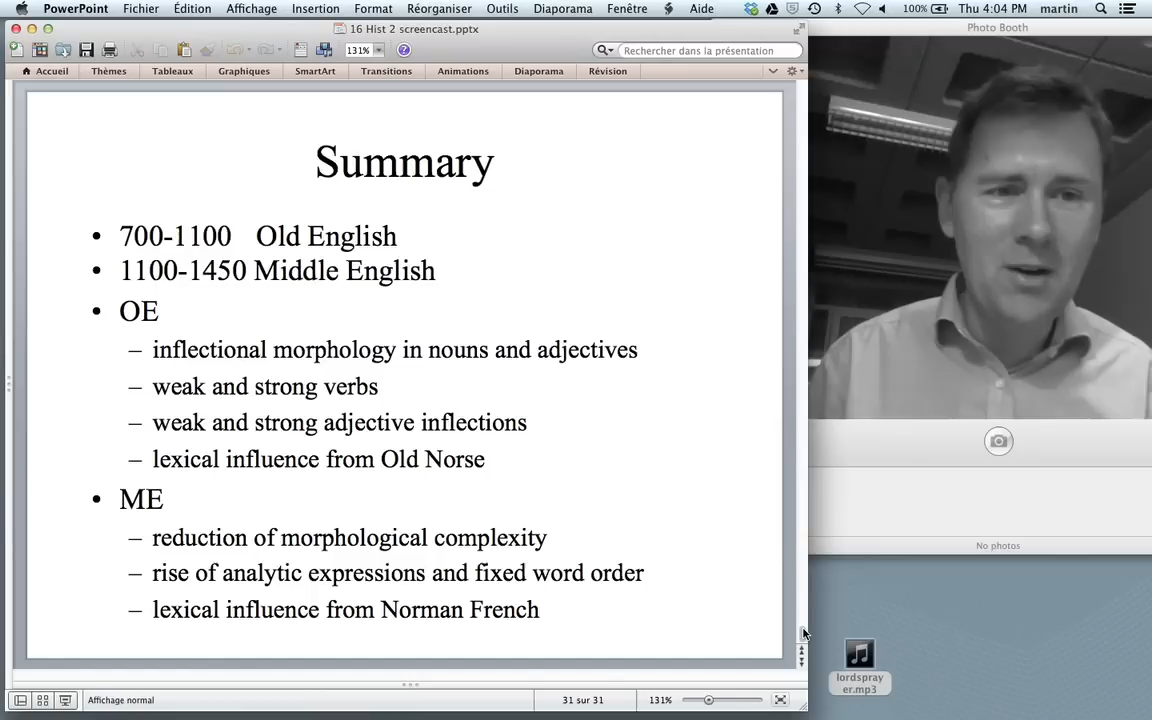 PowerPoint Fichier Édition Affichage Insertion Format Réorganiser Outils Diaporama Fenêtre Aide 100% Thu 4:04 PM martin
16 Hist 2 screencast.pptx
Photo Booth
131%
Rechercher dans la présentation
Accueil Thèmes Tableaux Graphiques SmartArt Transitions Animations Diaporama Révision
Summary
• 700-1100 Old English
• 1100-1450 Middle English
• OE
– inflectional morphology in nouns and adjectives
– weak and strong verbs
– weak and strong adjective inflections
– lexical influence from Old Norse
• ME
– reduction of morphological complexity
– rise of analytic expressions and fixed word order
– lexical influence from Norman French
No photos
lordspray
er.mp3
Affichage normal 31 sur 31 131%